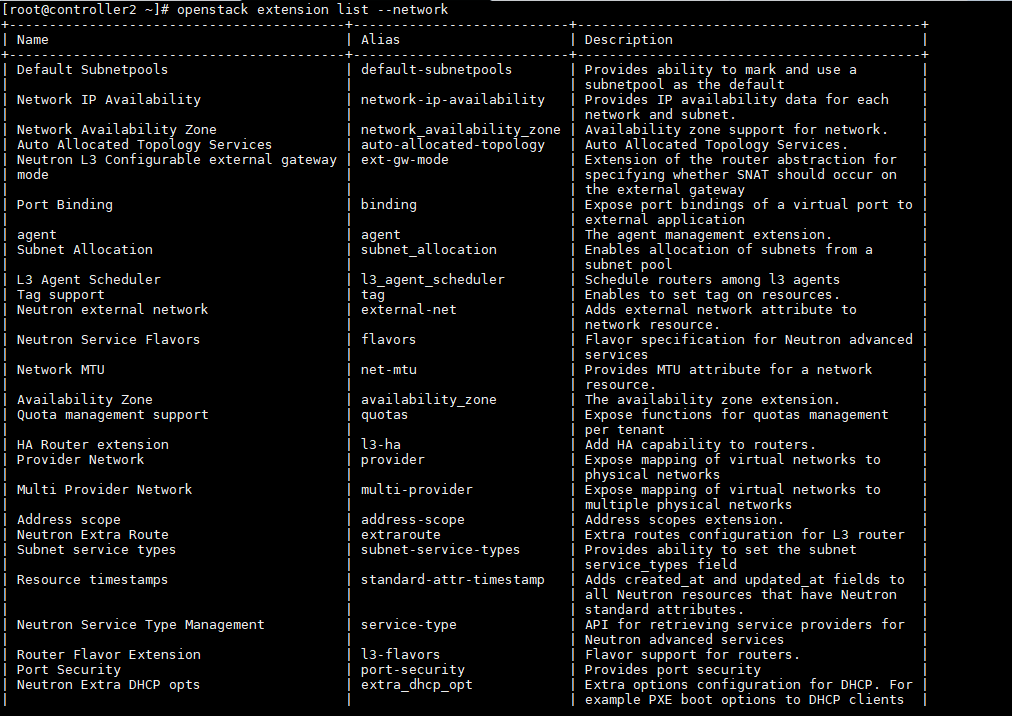 [root@controller2 ~]# openstack extension list --network
+------------------------------------------+---------------------------+-------------------------------------------+
| Name | Alias | Description |
+------------------------------------------+---------------------------+-------------------------------------------+
| Default Subnetpools | default-subnetpools | Provides ability to mark and use a |
| | | subnetpool as the default |
| Network IP Availability | network-ip-availability | Provides IP availability data for each |
| | | network and subnet. |
| Network Availability Zone | network_availability_zone | Availability zone support for network. |
| Auto Allocated Topology Services | auto-allocated-topology | Auto Allocated Topology Services. |
| Neutron L3 Configurable external gateway | ext-gw-mode | Extension of the router abstraction for |
| mode | | specifying whether SNAT should occur on |
| | | the external gateway |
| Port Binding | binding | Expose port bindings of a virtual port to |
| | | external application |
| agent | agent | The agent management extension. |
| Subnet Allocation | subnet_allocation | Enables allocation of subnets from a |
| | | subnet pool |
| L3 Agent Scheduler | l3_agent_scheduler | Schedule routers among l3 agents |
| Tag support | tag | Enables to set tag on resources. |
| Neutron external network | external-net | Adds external network attribute to |
| | | network resource. |
| Neutron Service Flavors | flavors | Flavor specification for Neutron advanced |
| | | services |
| Network MTU | net-mtu | Provides MTU attribute for a network |
| | | resource. |
| Availability Zone | availability_zone | The availability zone extension. |
| Quota management support | quotas | Expose functions for quotas management |
| | | per tenant |
| HA Router extension | l3-ha | Add HA capability to routers. |
| Provider Network | provider | Expose mapping of virtual networks to |
| | | physical networks |
| Multi Provider Network | multi-provider | Expose mapping of virtual networks to |
| | | multiple physical networks |
| Address scope | address-scope | Address scopes extension. |
| Neutron Extra Route | extraroute | Extra routes configuration for L3 router |
| Subnet service types | subnet-service-types | Provides ability to set the subnet |
| | | service_types field |
| Resource timestamps | standard-attr-timestamp | Adds created_at and updated_at fields to |
| | | all Neutron resources that have Neutron |
| | | standard attributes. |
| Neutron Service Type Management | service-type | API for retrieving service providers for |
| | | Neutron advanced services |
| Router Flavor Extension | l3-flavors | Flavor support for routers. |
| Port Security | port-security | Provides port security |
| Neutron Extra DHCP opts | extra_dhcp_opt | Extra options configuration for DHCP. For |
| | | example PXE boot options to DHCP clients |